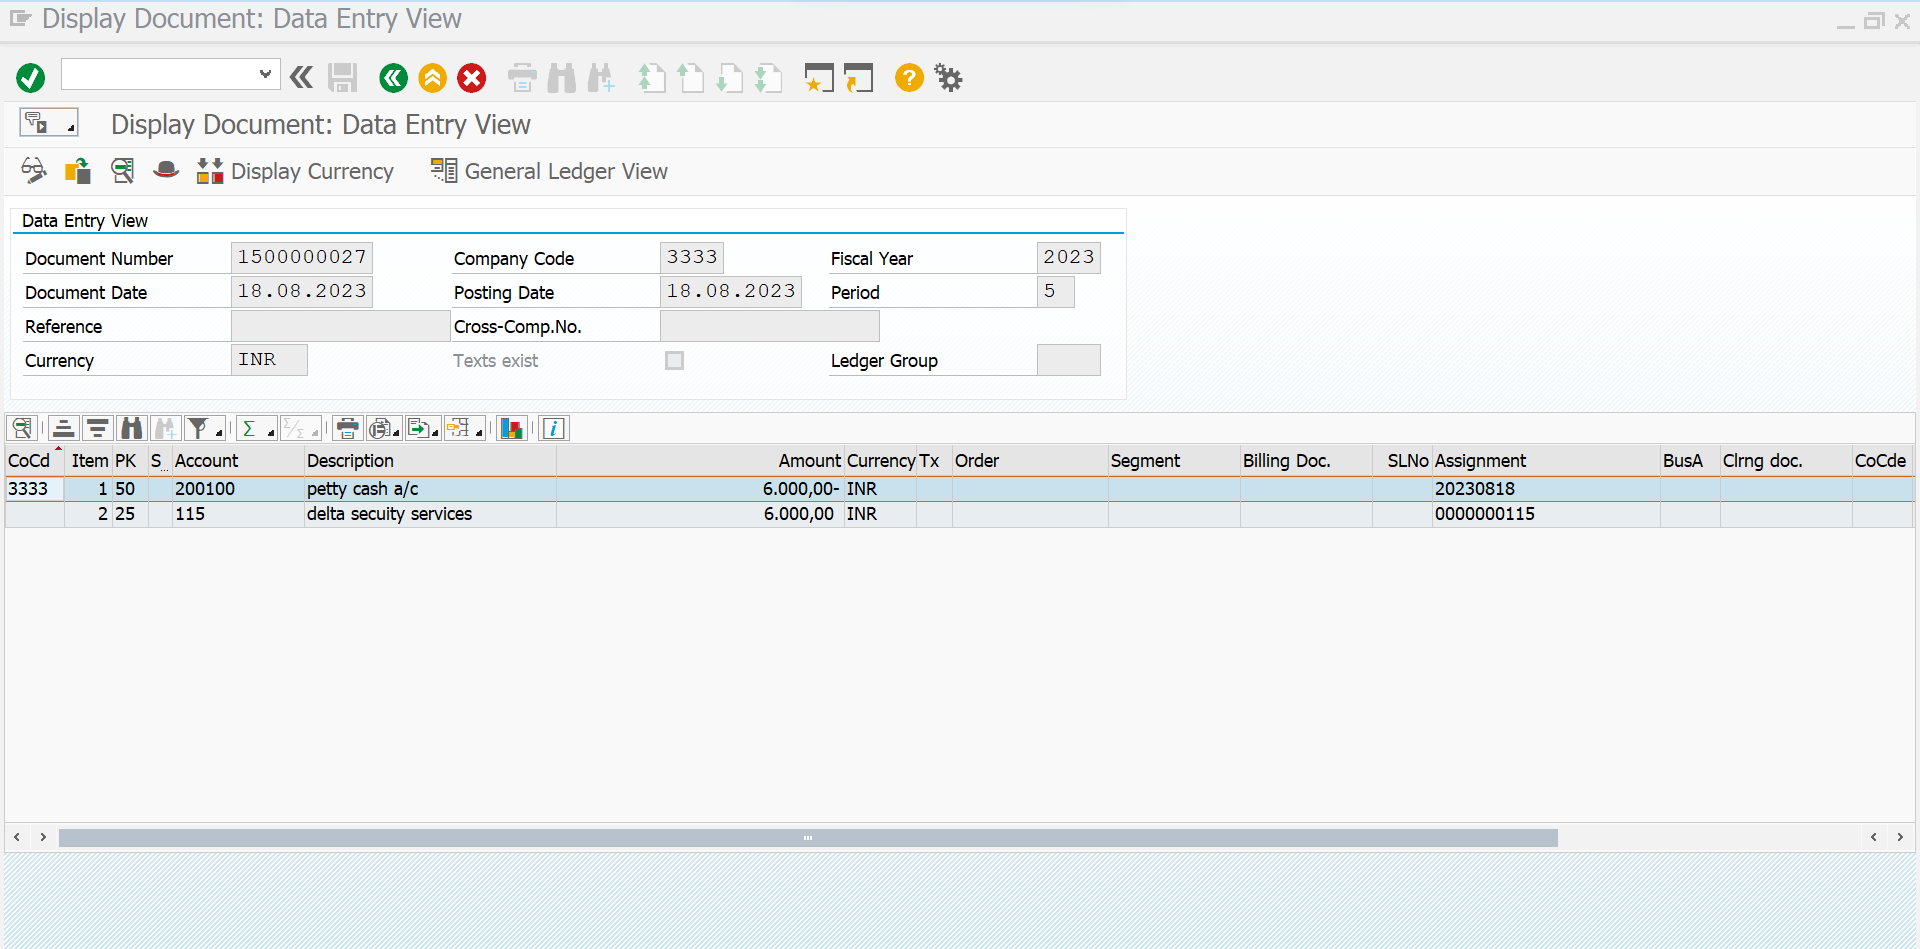 Display Document: Data Entry View
Display Document: Data Entry View
Display Currency General Ledger View
Data Entry View
Document Number 1500000027 Company Code 3333 Fiscal Year 2023
Document Date 18.08.2023 Posting Date 18.08.2023 Period 5
Reference Cross-Comp.No.
Currency INR Texts exist Ledger Group
CoCd Item PK S.. Account Description Amount Currency Tx Order Segment Billing Doc. SLNo Assignment BusA Clrng doc. CoCde
3333 1 50 200100 petty cash a/c 6.000,00- INR 20230818
2 25 115 delta secuity services 6.000,00 INR 0000000115